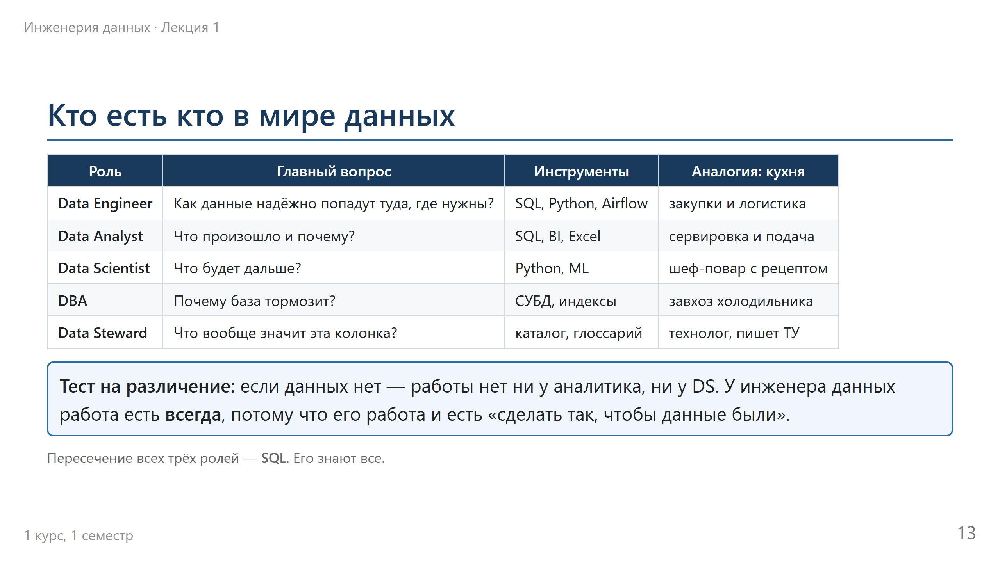 Инженерия данных · Лекция 1
Кто есть кто в мире данных
Роль Главный вопрос Инструменты Аналогия: кухня
Data Engineer Как данные надёжно попадут туда, где нужны? SQL, Python, Airflow закупки и логистика
Data Analyst Что произошло и почему? SQL, BI, Excel сервировка и подача
Data Scientist Что будет дальше? Python, ML шеф-повар с рецептом
DBA Почему база тормозит? СУБД, индексы завхоз холодильника
Data Steward Что вообще значит эта колонка? каталог, глоссарий технолог, пишет ТУ
Тест на различение: если данных нет — работы нет ни у аналитика, ни у DS. У инженера данных
работа есть всегда, потому что его работа и есть «сделать так, чтобы данные были».
Пересечение всех трёх ролей — SQL. Его знают все.
1 курс, 1 семестр
13